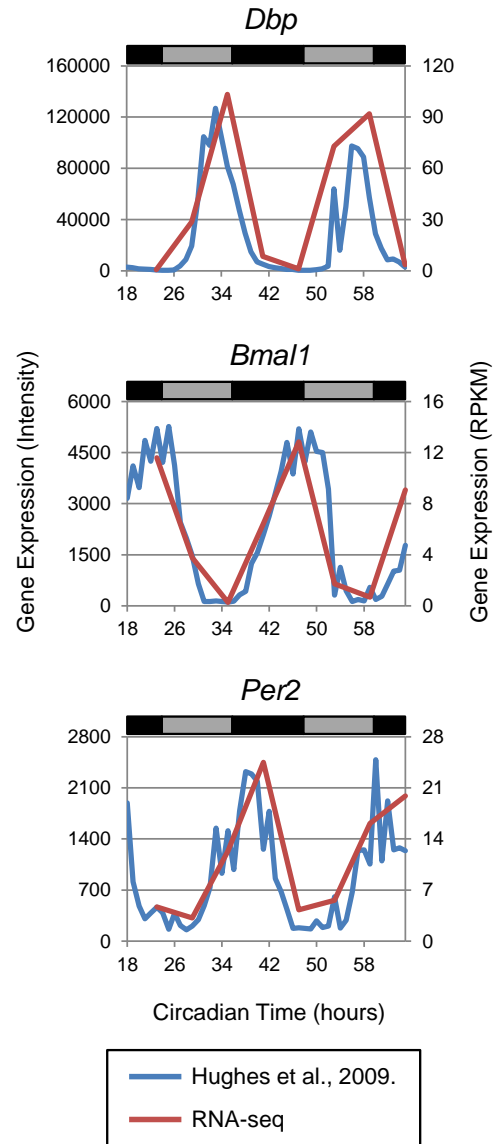 Dbp
160000 120
120000 90
80000 60
40000 30
0 0
18 26 34 42 50 58
Bmal1
6000 16
4500 12
3000 8
1500 4
0 0
18 26 34 42 50 58
Gene Expression (Intensity)
Gene Expression (RPKM)
Per2
2800 28
2100 21
1400 14
700 7
0 0
18 26 34 42 50 58
Circadian Time (hours)
Hughes et al., 2009.
RNA-seq